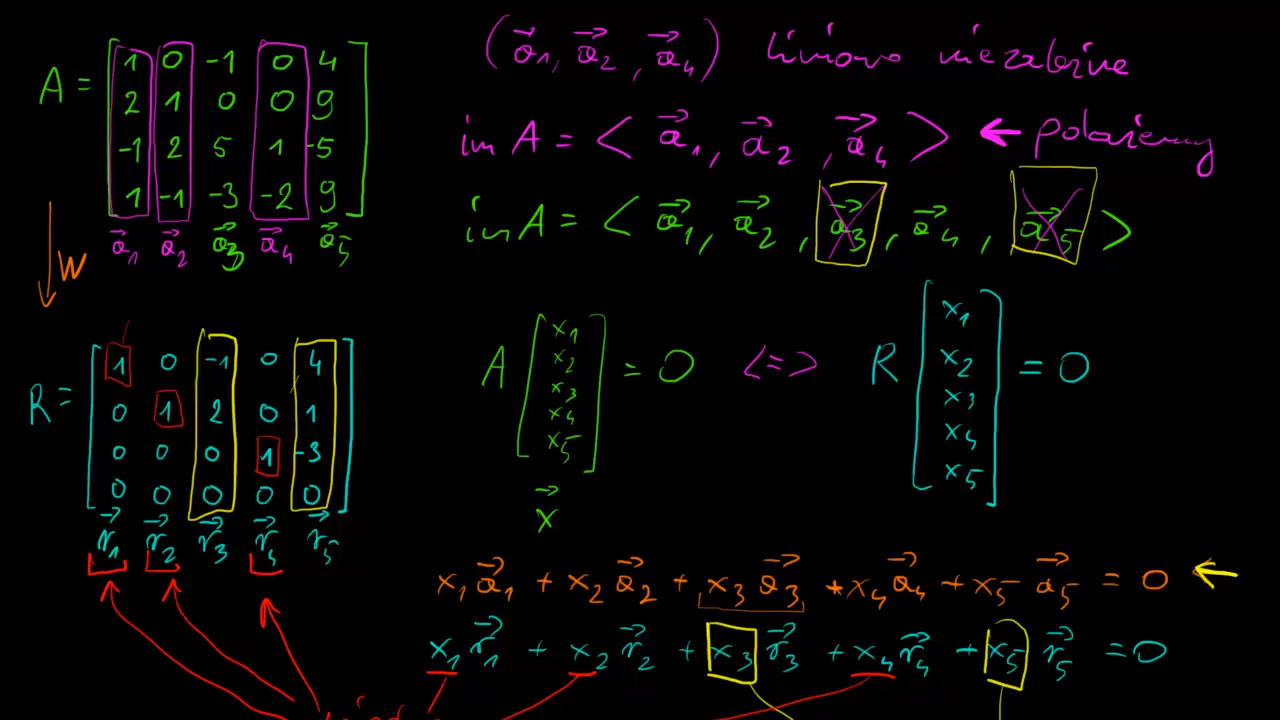 A = [ 1 0 -1 0 4
2 1 0 0 9
-1 2 5 1 -5
1 -1 -3 -2 9 ]
a⃗1 a⃗2 a⃗3 a⃗4 a⃗5
W
R = [ 1 0 -1 0 4
0 1 2 0 1
0 0 0 1 -3
0 0 0 0 0 ]
r⃗1 r⃗2 r⃗3 r⃗4 r⃗5
(a⃗1, a⃗2, a⃗4) liniowo niezależne
im A = < a⃗1, a⃗2, a⃗4 > ← pokażemy
im A = < a⃗1, a⃗2, a⃗3, a⃗4, a⃗5 >
A [ x1 x2 x3 x4 x5 ] = 0 <=> R [ x1 x2 x3 x4 x5 ] = 0
x⃗
x1 a⃗1 + x2 a⃗2 + x3 a⃗3 + x4 a⃗4 + x5 a⃗5 = 0 ←
x1 r⃗1 + x2 r⃗2 + x3 r⃗3 + x4 r⃗4 + x5 r⃗5 = 0